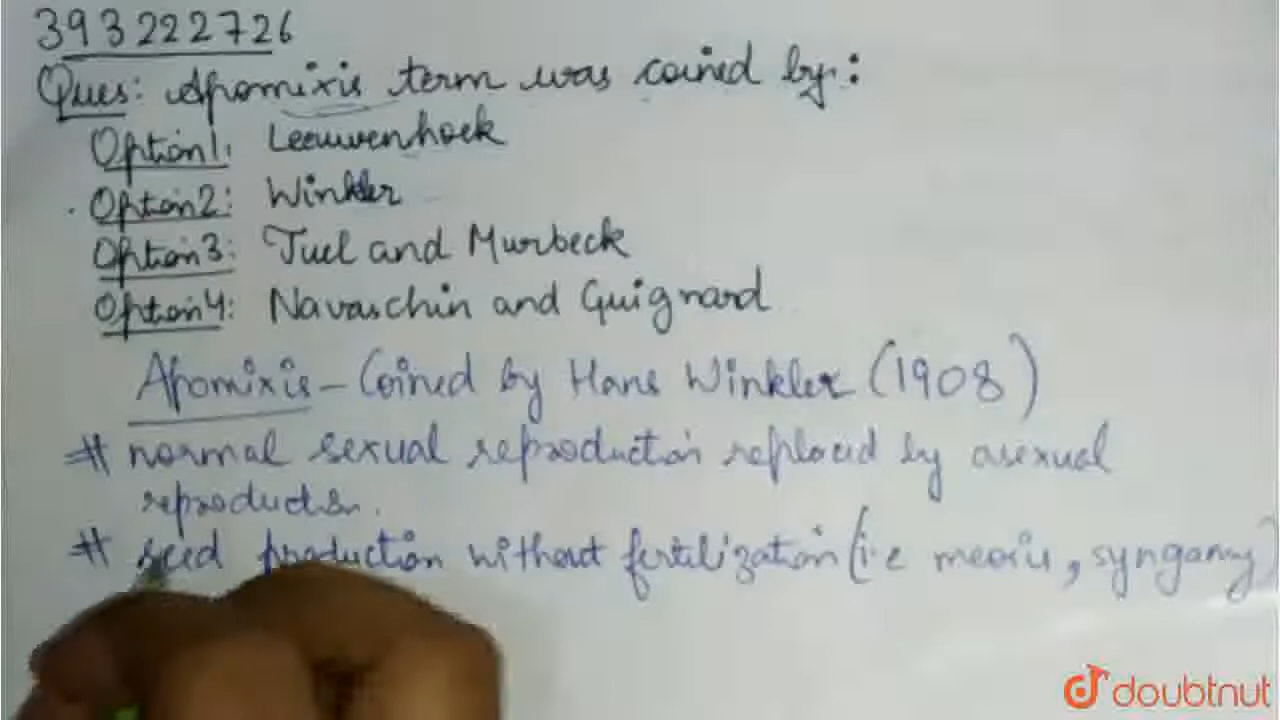 393222726
Ques: Apomixis term was coined by:
Option1: Leeuwenhoek
Option2: Winkler
Option3: Juel and Murbeck
Option4: Navaschin and Guignard
Apomixis - Coined by Hans Winkler (1908)
# normal sexual reproduction replaced by asexual
reproduction.
# seed production without fertilization (i.e meosis, syngamy)
doubtnut